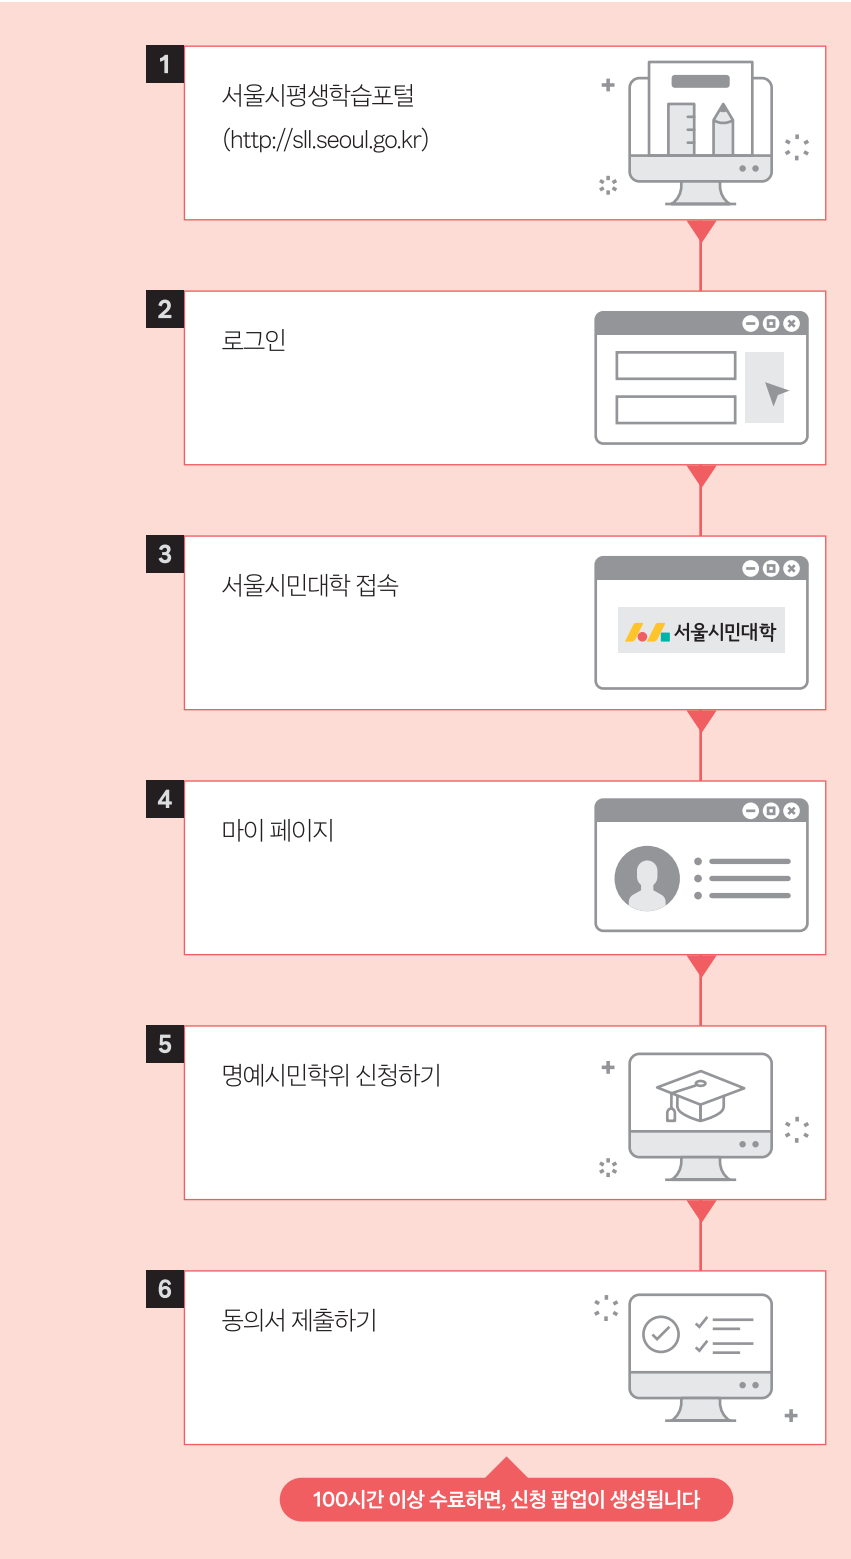 1
서울시평생학습포털
(http://sll.seoul.go.kr)
2
로그인
3
서울시민대학 접속
서울시민대학
4
마이 페이지
5
명예시민학위 신청하기
6
동의서 제출하기
100시간 이상 수료하면, 신청 팝업이 생성됩니다